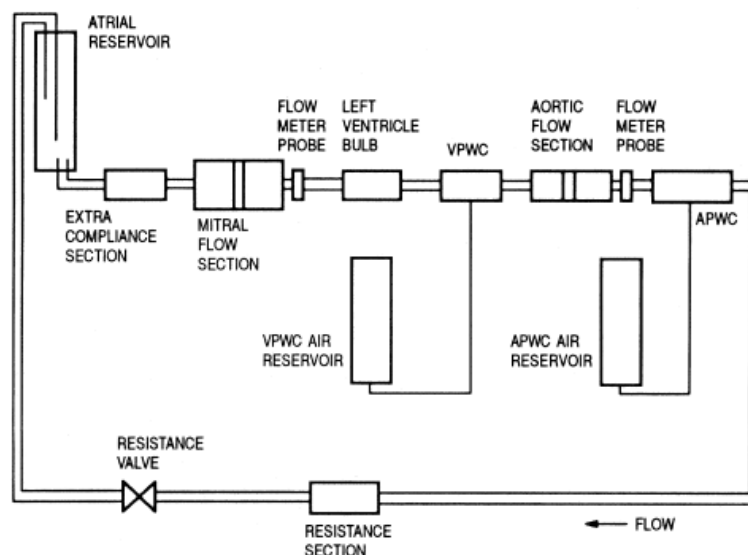 ATRIAL
RESERVOIR
FLOW
METER
PROBE
LEFT
VENTRICLE
BULB
VPWC
AORTIC
FLOW
SECTION
FLOW
METER
PROBE
EXTRA
COMPLIANCE
SECTION
MITRAL
FLOW
SECTION
APWC
VPWC AIR
RESERVOIR
APWC AIR
RESERVOIR
RESISTANCE
VALVE
RESISTANCE
SECTION
FLOW